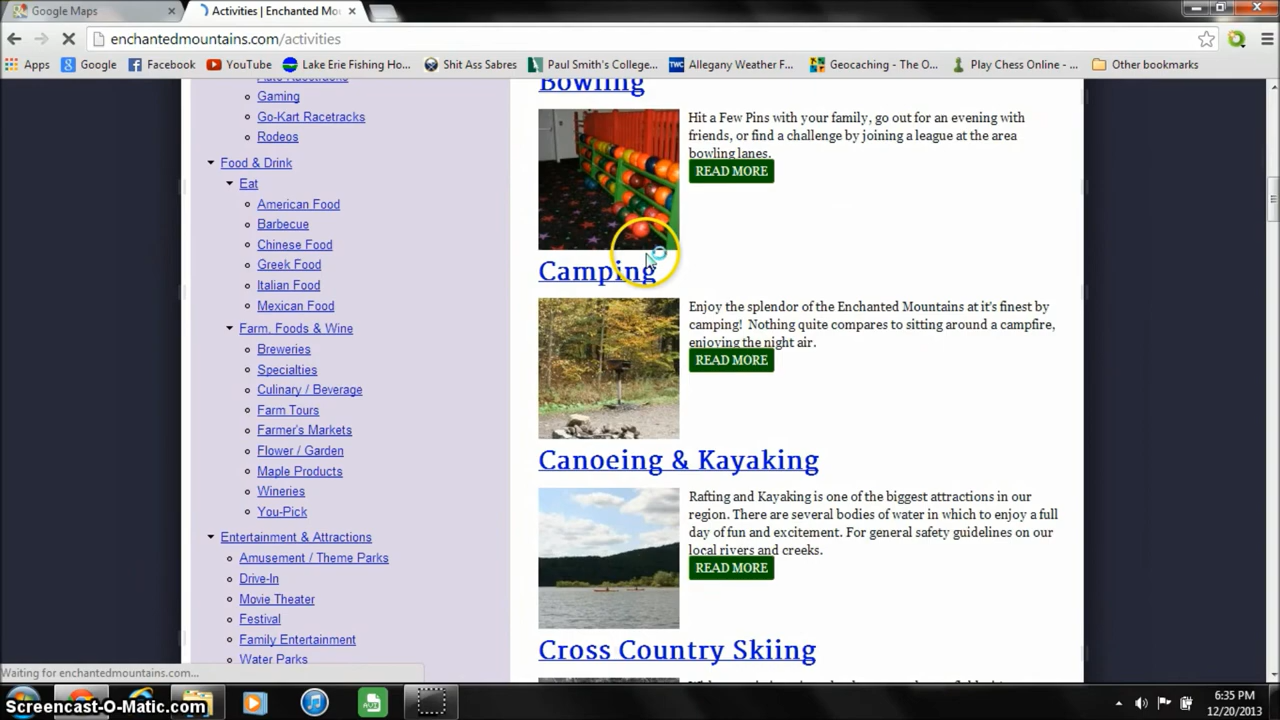 Google Maps
Activities | Enchanted Mo
enchantedmountains.com/activities
Apps
Google
Facebook
YouTube
Lake Erie Fishing Ho...
Shit Ass Sabres
Paul Smith's College...
Allegany Weather F...
Geocaching - The O...
Play Chess Online - ...
Other bookmarks
Auto Racetracks
Gaming
Go-Kart Racetracks
Rodeos
Food & Drink
Eat
American Food
Barbecue
Chinese Food
Greek Food
Italian Food
Mexican Food
Farm, Foods & Wine
Breweries
Specialties
Culinary / Beverage
Farm Tours
Farmer's Markets
Flower / Garden
Maple Products
Wineries
You-Pick
Entertainment & Attractions
Amusement / Theme Parks
Drive-In
Movie Theater
Festival
Family Entertainment
Water Parks
Bowling
Hit a Few Pins with your family, go out for an evening with
friends, or find a challenge by joining a league at the area
bowling lanes.
READ MORE
Camping
Enjoy the splendor of the Enchanted Mountains at it's finest by
camping! Nothing quite compares to sitting around a campfire,
enjoying the night air.
READ MORE
Canoeing & Kayaking
Rafting and Kayaking is one of the biggest attractions in our
region. There are several bodies of water in which to enjoy a full
day of fun and excitement. For general safety guidelines on our
local rivers and creeks.
READ MORE
Cross Country Skiing
Waiting for enchantedmountains.com...
Screencast-O-Matic.com
6:35 PM
12/20/2013